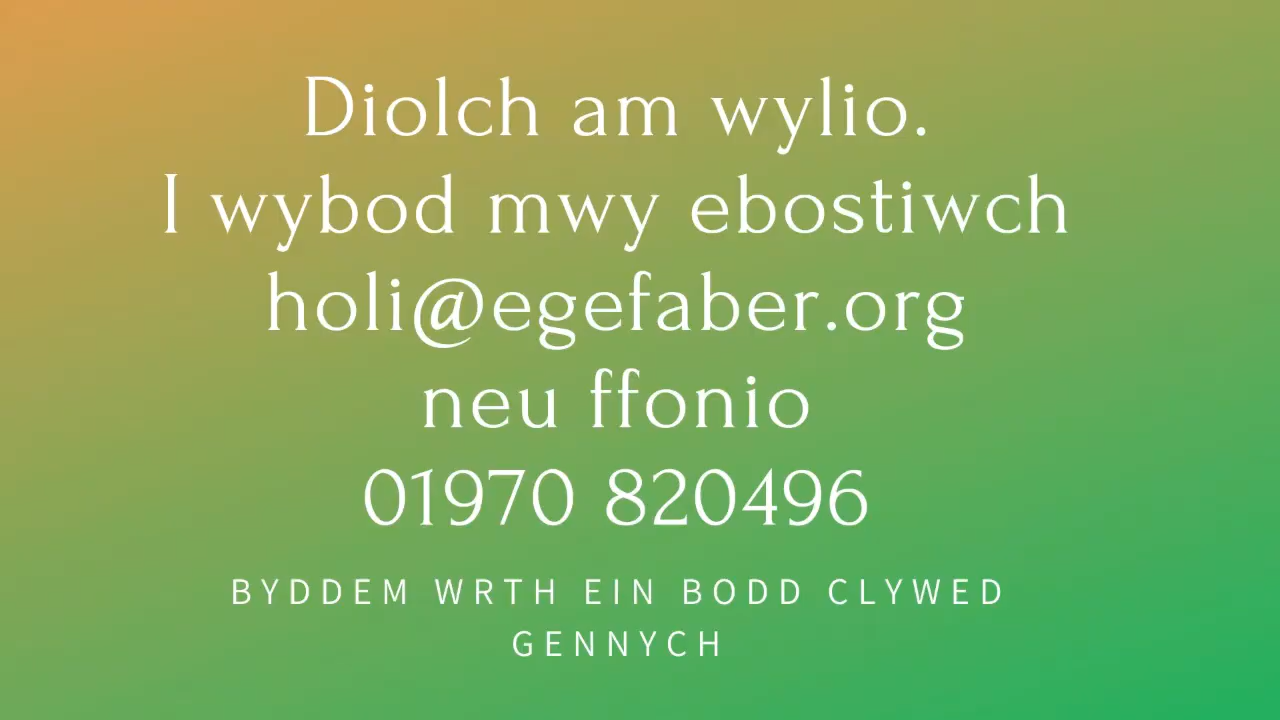 Diolch am wylio.
I wybod mwy ebostiwch
holi@egefaber.org
neu ffonio
01970 820496
BYDDEM WRTH EIN BODD CLYWED
GENNYCH